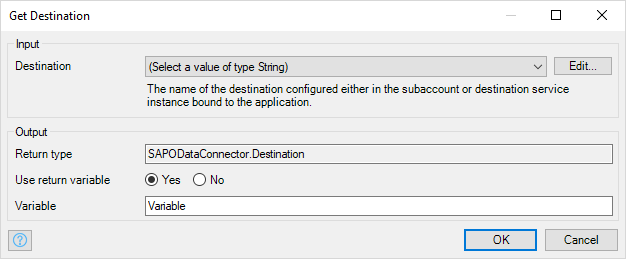 Get Destination
Input
Destination (Select a value of type String) Edit...
The name of the destination configured either in the subaccount or destination service
instance bound to the application.
Output
Return type SAPODataConnector.Destination
Use return variable Yes No
Variable Variable
? OK Cancel